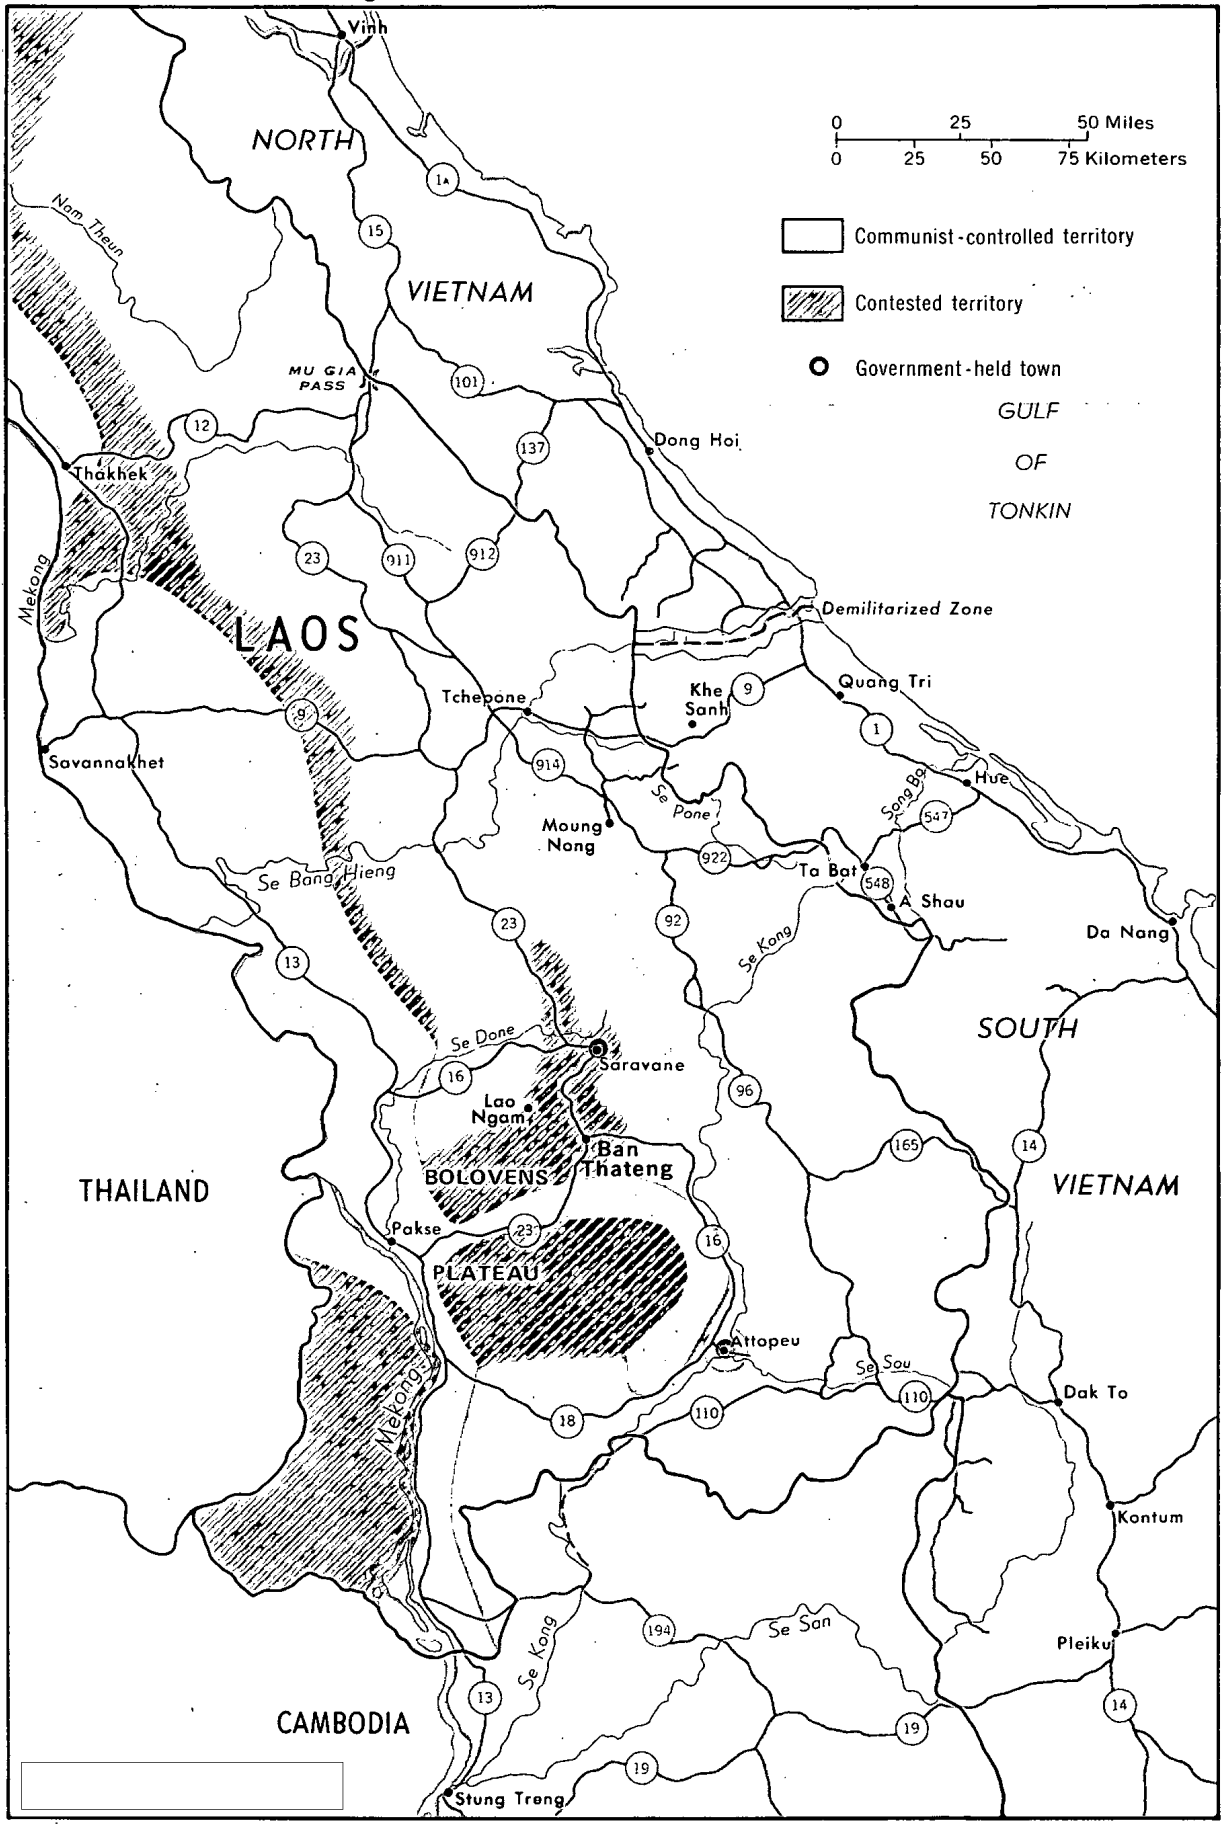 Vinh
0 25 50 Miles
0 25 50 75 Kilometers
NORTH
1A
Nam Theun
15
Communist-controlled territory
VIETNAM
Contested territory
MU GIA
PASS
101
Government-held town
GULF
OF
TONKIN
12
137
Dong Hoi
Thakhek
23
911
912
Mekong
LAOS
Demilitarized Zone
Tchepone
Khe
Sanh
9
Quang Tri
9
1
Savannakhet
914
Hue
Se Pone
Song Bo
547
Moung
Nong
922
Ta Bat
548
A Shau
Se Bang Hieng
23
92
Se Kong
Da Nang
13
SOUTH
Se Done
Saravane
16
96
Lao
Ngam
Ban
Thateng
165
14
BOLOVENS
THAILAND
VIETNAM
Pakse
23
16
PLATEAU
Attopeu
Se Sou
Mekong
18
110
110
Dak To
Kontum
194
Se San
Se Kong
Pleiku
13
14
CAMBODIA
19
19
Stung Treng